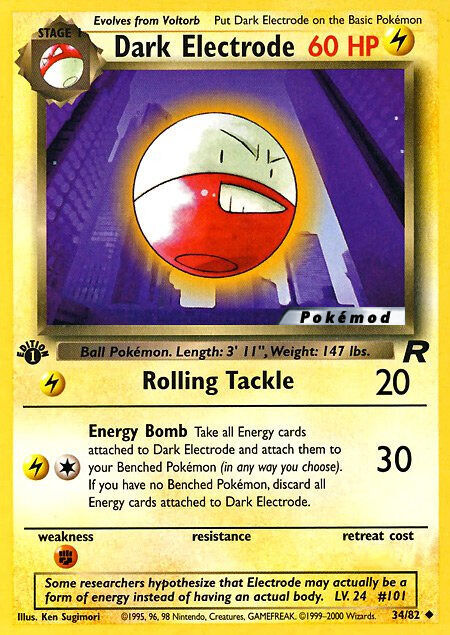 Evolves from Voltorb Put Dark Electrode on the Basic Pokémon
STAGE 1
Dark Electrode 60 HP
Pokémod
EDITION
1
Ball Pokémon. Length: 3' 11", Weight: 147 lbs.
R
Rolling Tackle 20
Energy Bomb Take all Energy cards
attached to Dark Electrode and attach them to
your Benched Pokémon (in any way you choose).
If you have no Benched Pokémon, discard all
Energy cards attached to Dark Electrode.
30
weakness resistance retreat cost
Some researchers hypothesize that Electrode may actually be a
form of energy instead of having an actual body. LV. 24 #101
Illus. Ken Sugimori ©1995, 96, 98 Nintendo, Creatures, GAMEFREAK. ©1999-2000 Wizards. 34/82